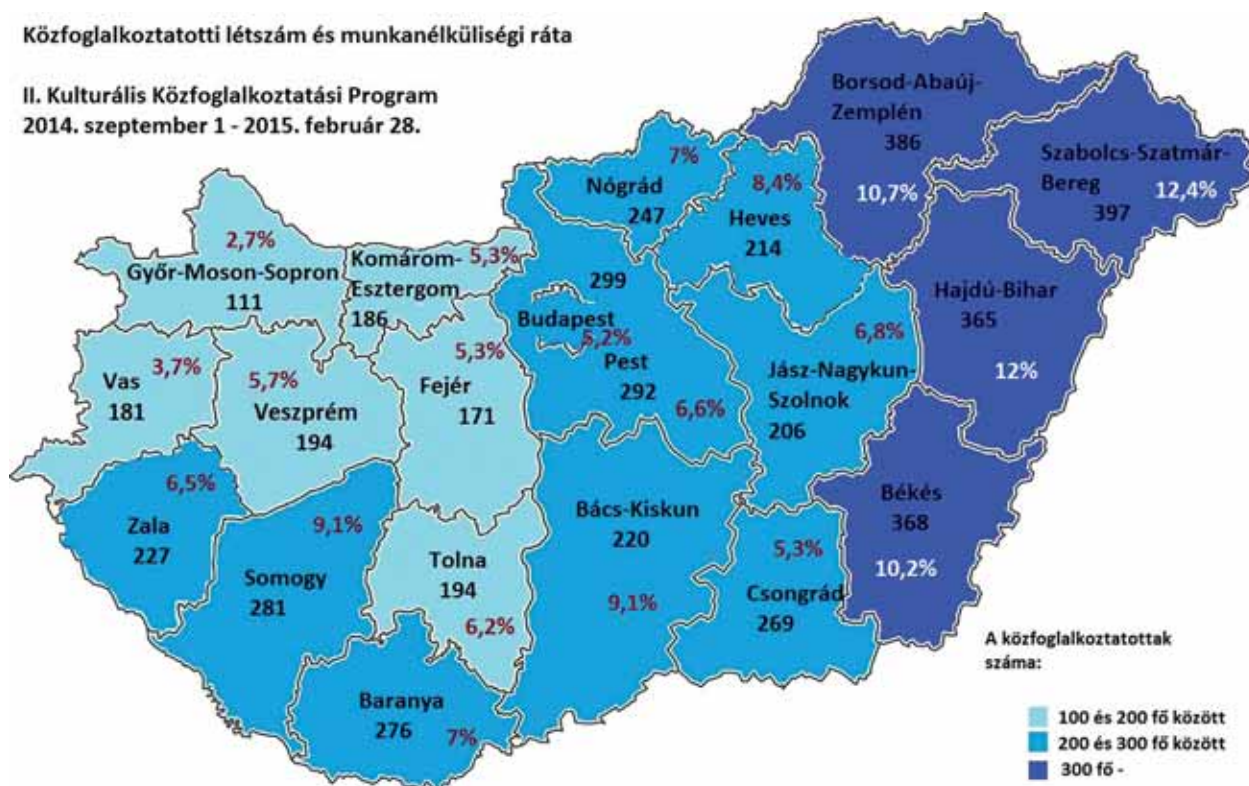 Közfoglalkoztatotti létszám és munkanélküliségi ráta
II. Kulturális Közfoglalkoztatási Program
2014. szeptember 1 - 2015. február 28.
Borsod-Abaúj-
Zemplén
386
10,7%
Szabolcs-Szatmár-
Bereg
12,4%
397
7%
Nógrád
247
8,4%
Heves
214
2,7%
Győr-Moson-Sopron
111
Komárom-
5,3%
Esztergom
186
299
Budapest
5,2%
Pest
292
6,6%
Hajdú-Bihar
365
12%
6,8%
Jász-Nagykun-
Szolnok
206
3,7%
Vas
181
5,7%
Veszprém
194
5,3%
Fejér
171
6,5%
Zala
227
9,1%
Somogy
281
Tolna
194
6,2%
Bács-Kiskun
220
9,1%
5,3%
Csongrád
269
Békés
368
10,2%
Baranya
276
7%
A közfoglalkoztatottak
száma:
100 és 200 fő között
200 és 300 fő között
300 fő -